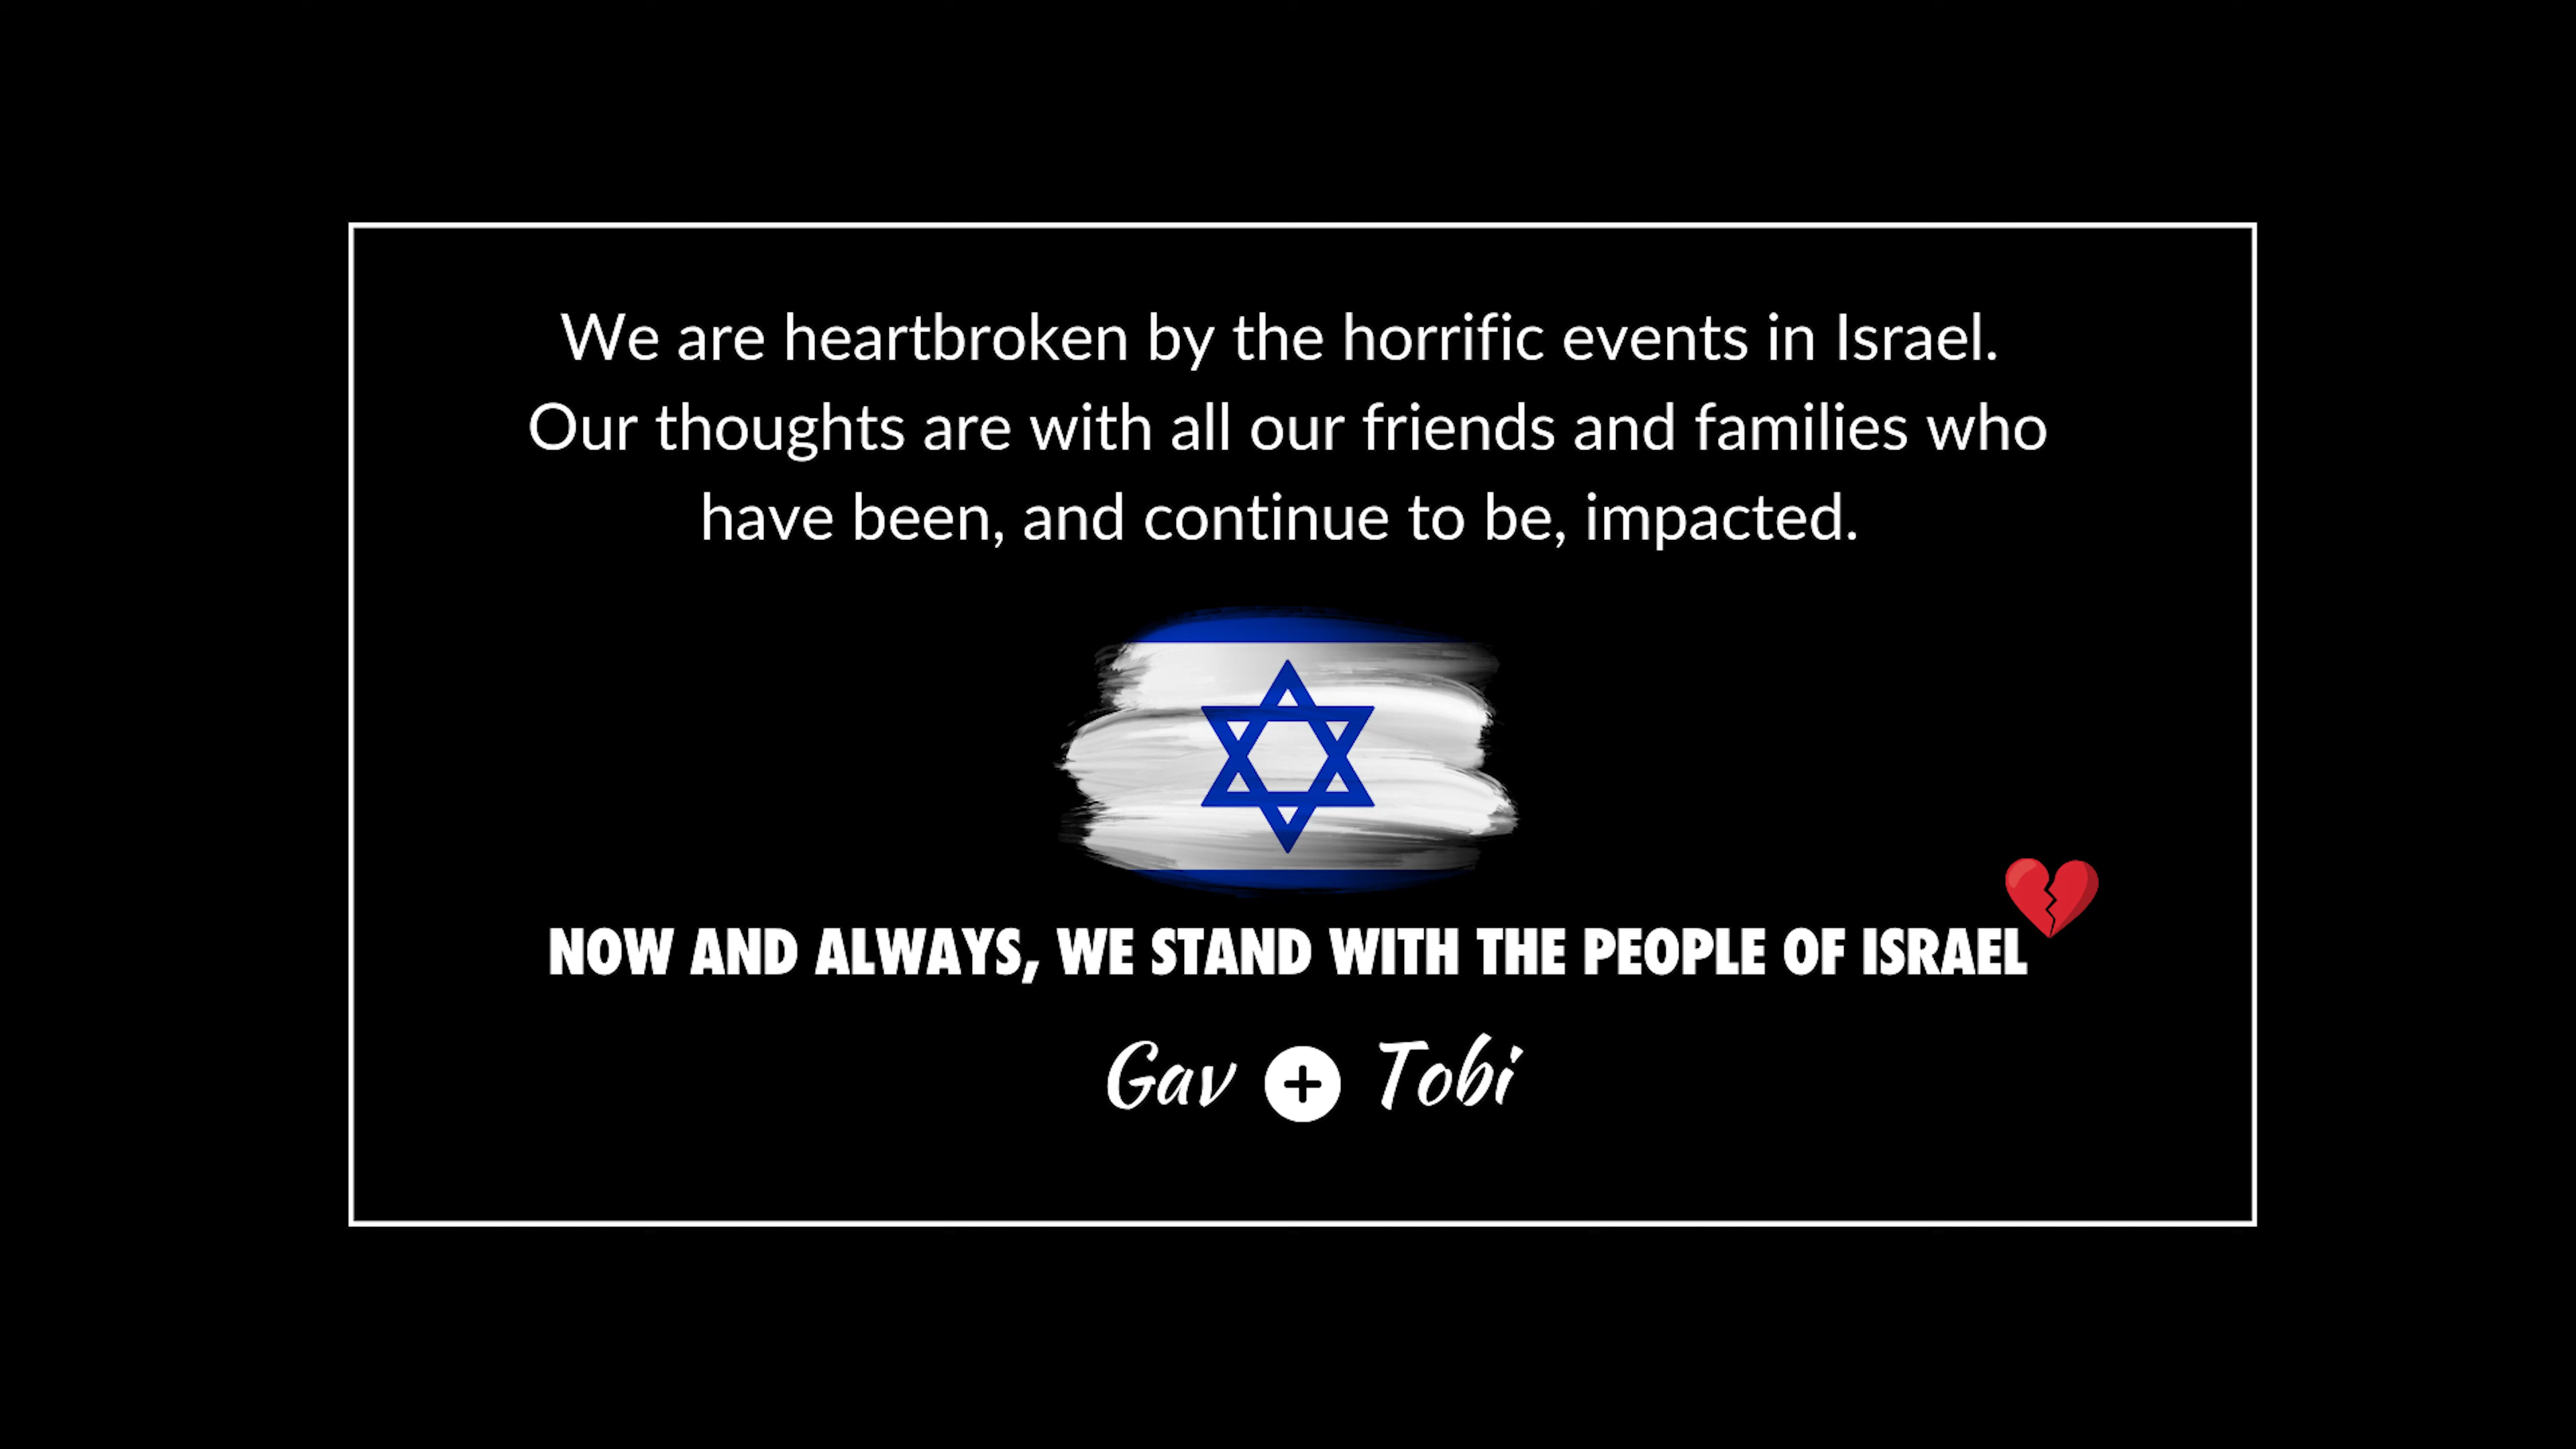 We are heartbroken by the horrific events in Israel.
Our thoughts are with all our friends and families who
have been, and continue to be, impacted.
NOW AND ALWAYS, WE STAND WITH THE PEOPLE OF ISRAEL
Gav + Tobi